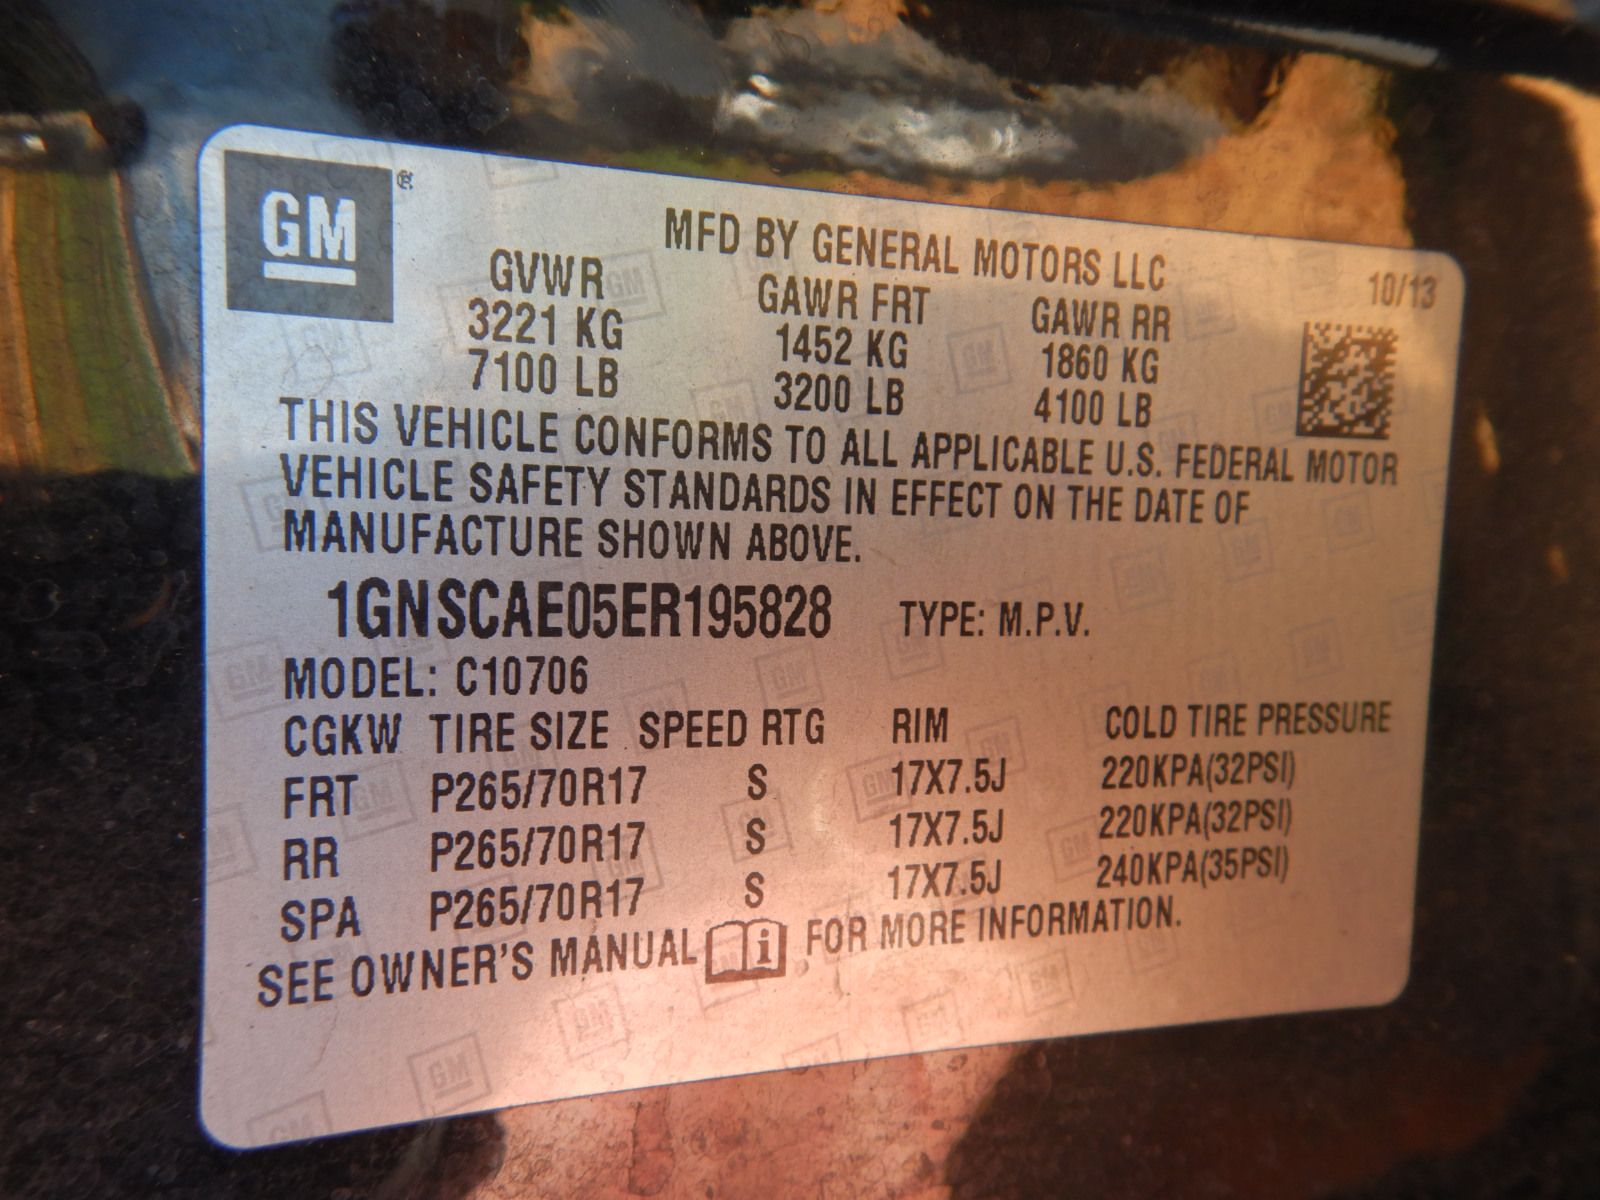 GM
MFD BY GENERAL MOTORS LLC
10/13
GVWR GAWR FRT GAWR RR
3221 KG 1452 KG 1860 KG
7100 LB 3200 LB 4100 LB
THIS VEHICLE CONFORMS TO ALL APPLICABLE U.S. FEDERAL MOTOR
VEHICLE SAFETY STANDARDS IN EFFECT ON THE DATE OF
MANUFACTURE SHOWN ABOVE.
1GNSCAE05ER195828 TYPE: M.P.V.
MODEL: C10706
CGKW TIRE SIZE SPEED RTG RIM COLD TIRE PRESSURE
FRT P265/70R17 S 17X7.5J 220KPA(32PSI)
RR P265/70R17 S 17X7.5J 220KPA(32PSI)
SPA P265/70R17 S 17X7.5J 240KPA(35PSI)
SEE OWNER'S MANUAL i FOR MORE INFORMATION.